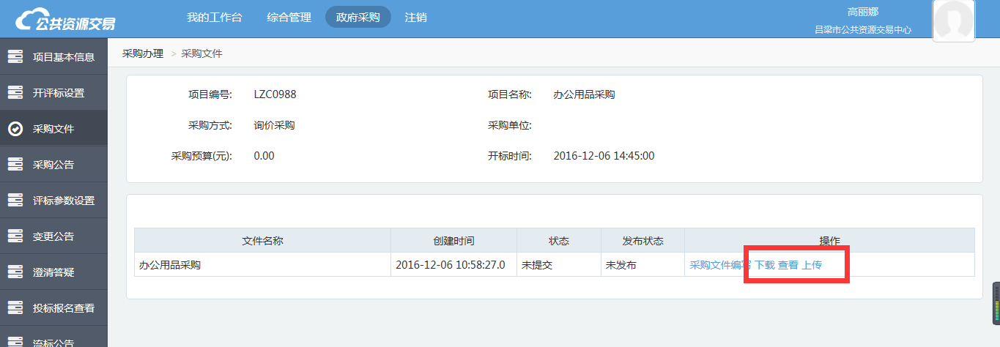 公共资源交易
我的工作台 综合管理 政府采购 注销
高丽娜
吕梁市公共资源交易中心
项目基本信息
开评标设置
采购文件
采购公告
评标参数设置
变更公告
澄清答疑
投标报名查看
流标公告
采购办理 > 采购文件
项目编号: LZC0988 项目名称: 办公用品采购
采购方式: 询价采购 采购单位:
采购预算(元): 0.00 开标时间: 2016-12-06 14:45:00
文件名称 创建时间 状态 发布状态 操作
办公用品采购 2016-12-06 10:58:27.0 未提交 未发布 采购文件编写 下载 查看 上传